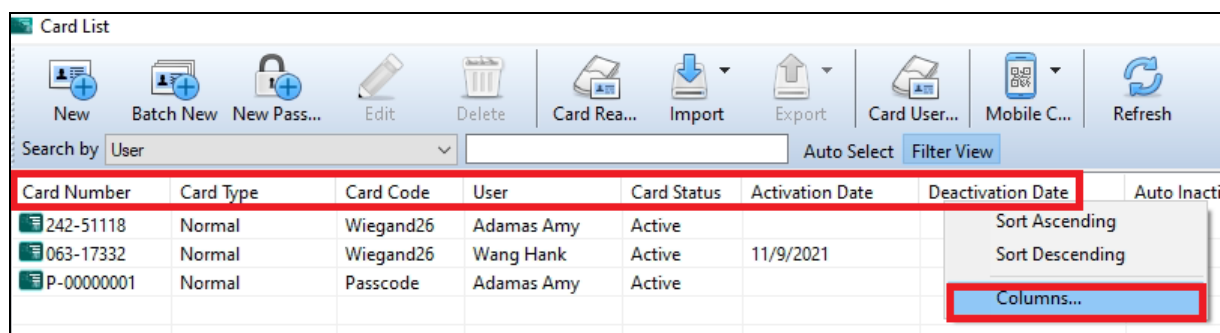 Card List
New Batch New New Pass... Edit Delete Card Rea... Import Export Card User... Mobile C... Refresh
Search by User Auto Select Filter View
Card Number Card Type Card Code User Card Status Activation Date Deactivation Date Auto Inacti
242-51118 Normal Wiegand26 Adamas Amy Active
Sort Ascending
063-17332 Normal Wiegand26 Wang Hank Active 11/9/2021
Sort Descending
P-00000001 Normal Passcode Adamas Amy Active
Columns...